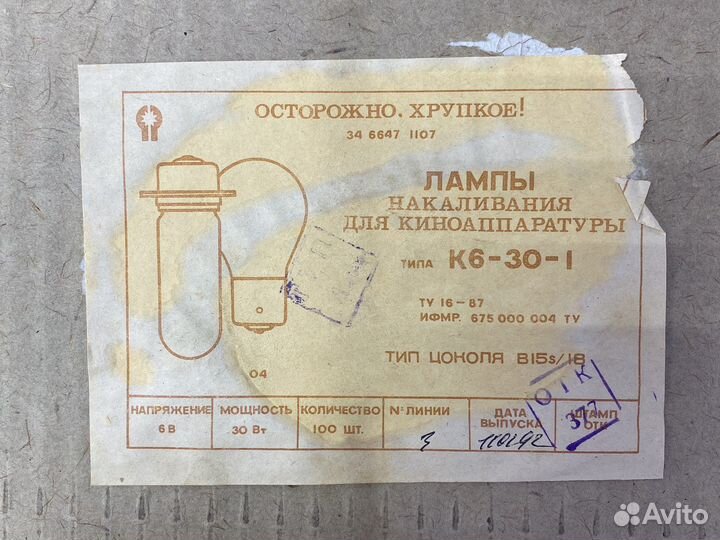 ОСТОРОЖНО. ХРУПКОЕ!
34 6647 1107
ЛАМПЫ
НАКАЛИВАНИЯ
ДЛЯ КИНОАППАРАТУРЫ
ТИПА К6-30-1
ТУ 16-87
ИФМР. 675 000 004 ТУ
ТИП ЦОКОЛЯ B15s/18
04
НАПРЯЖЕНИЕ
6 В
МОЩНОСТЬ
30 Вт
КОЛИЧЕСТВО
100 ШТ.
№ ЛИНИИ
3
ДАТА
ВЫПУСКА
ШТАМП
ОТК
ОТК
377
Avito